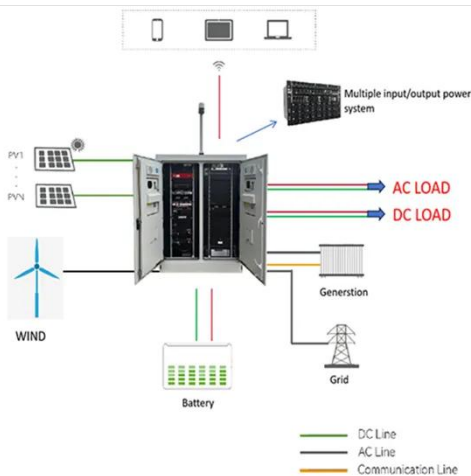 Multiple input/output power
system
PV1
PVN
AC LOAD
DC LOAD
WIND
Generstion
Battery
Grid
DC Line
AC Line
Communication Line